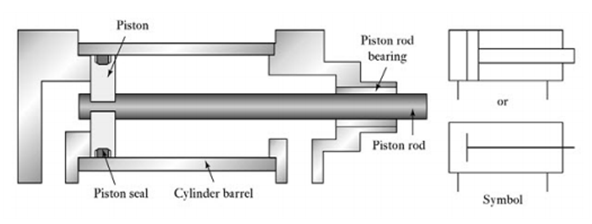 Piston
Piston rod
bearing
or
Piston rod
Piston seal
Cylinder barrel
Symbol